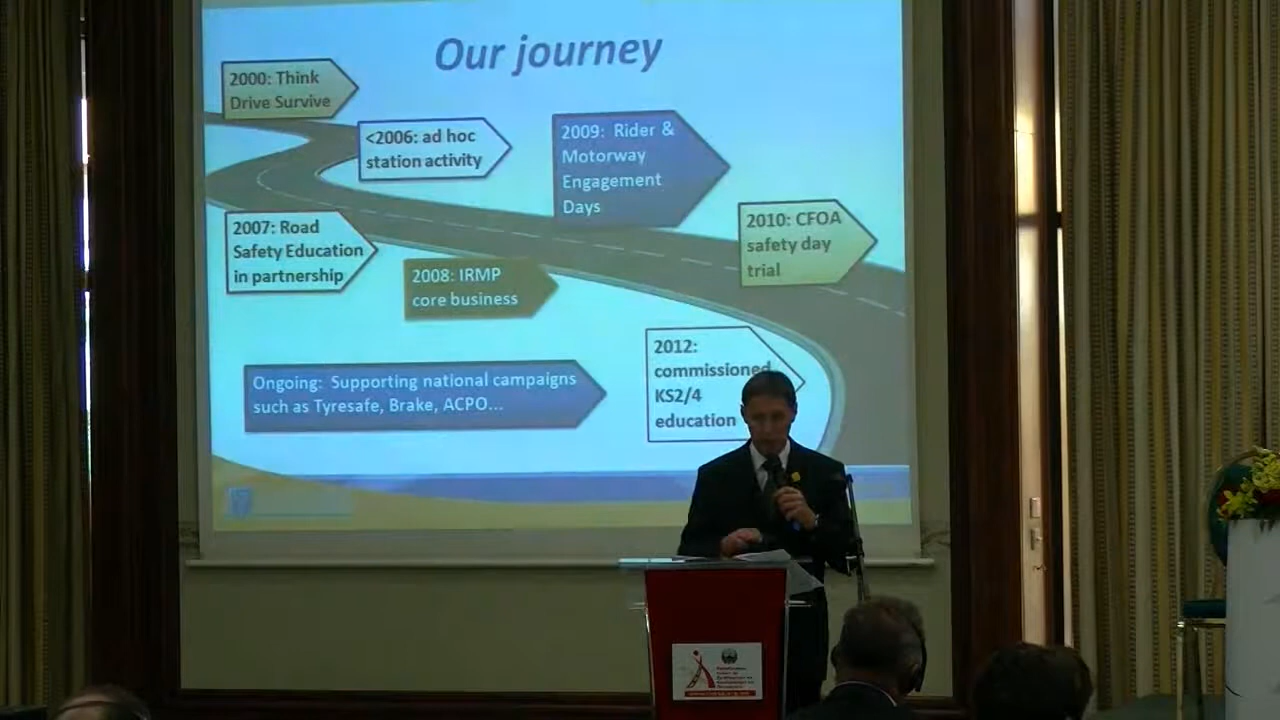 Our journey
2000: Think
Drive Survive
<2006: ad hoc
station activity
2009: Rider &
Motorway
Engagement
Days
2007: Road
Safety Education
in partnership
2010: CFOA
safety day
trial
2008: IRMP
core business
2012:
commissioned
KS2/4
education
Ongoing: Supporting national campaigns
such as Tyresafe, Brake, ACPO...